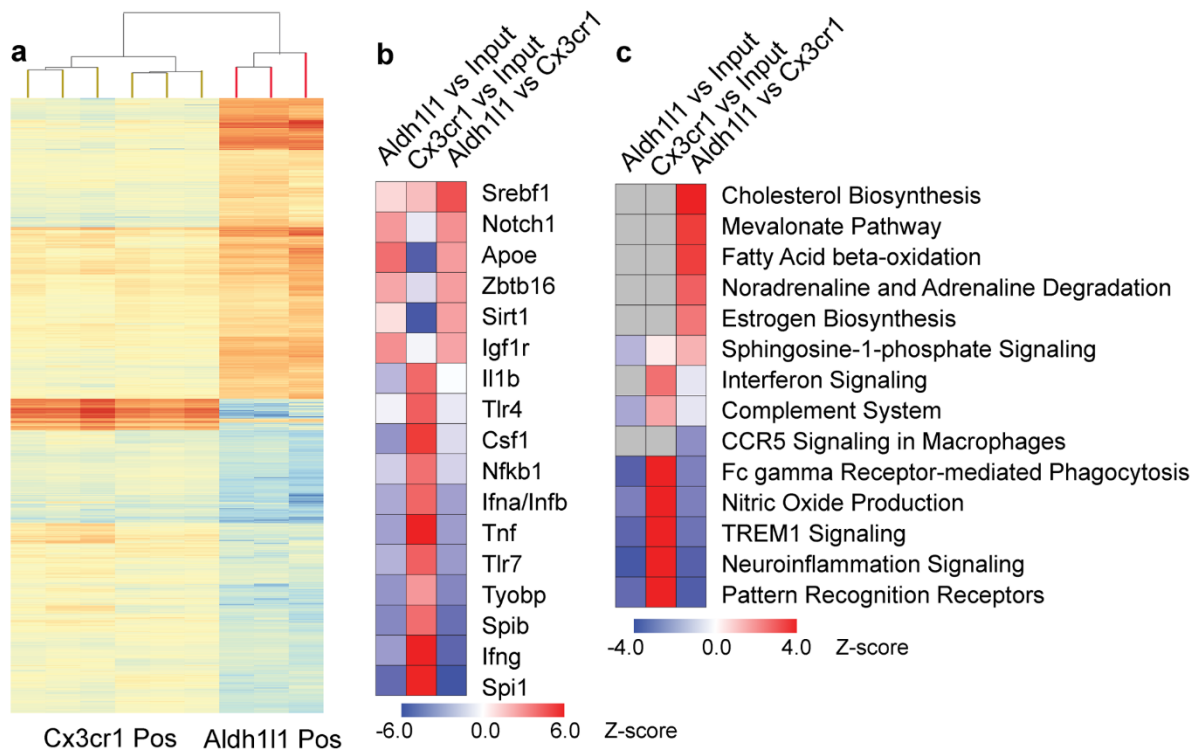 a
Cx3cr1 Pos
Aldh1l1 Pos
b
Aldh1l1 vs Input
Cx3cr1 vs Input
Aldh1l1 vs Cx3cr1
Srebf1
Notch1
Apoe
Zbtb16
Sirt1
Igf1r
Il1b
Tlr4
Csf1
Nfkb1
Ifna/Infb
Tnf
Tlr7
Tyobp
Spib
Ifng
Spi1
-6.0 0.0 6.0 Z-score
c
Aldh1l1 vs Input
Cx3cr1 vs Input
Aldh1l1 vs Cx3cr1
Cholesterol Biosynthesis
Mevalonate Pathway
Fatty Acid beta-oxidation
Noradrenaline and Adrenaline Degradation
Estrogen Biosynthesis
Sphingosine-1-phosphate Signaling
Interferon Signaling
Complement System
CCR5 Signaling in Macrophages
Fc gamma Receptor-mediated Phagocytosis
Nitric Oxide Production
TREM1 Signaling
Neuroinflammation Signaling
Pattern Recognition Receptors
-4.0 0.0 4.0 Z-score